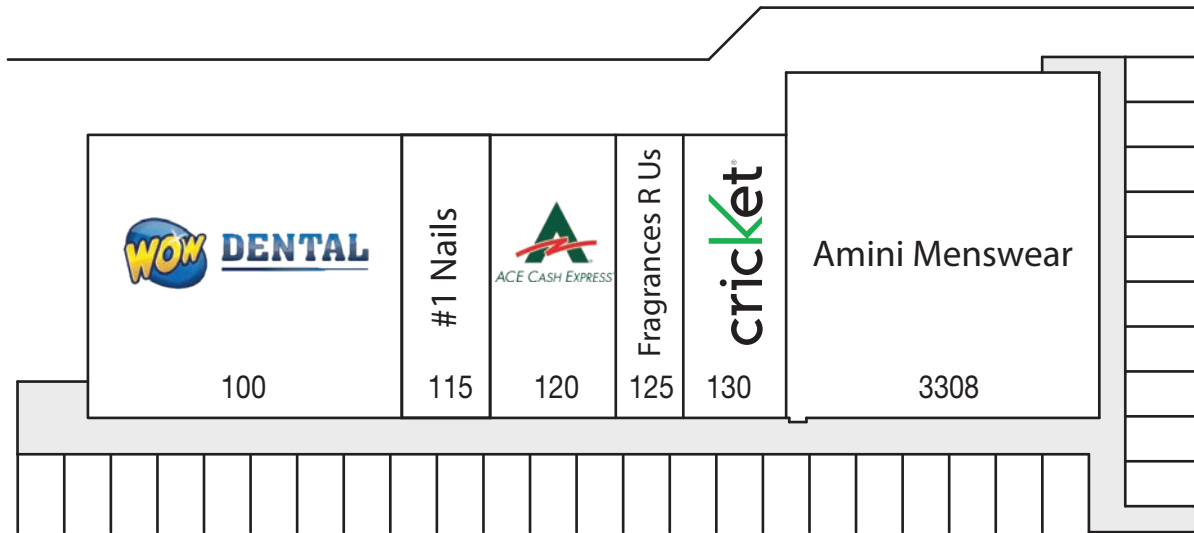 WOW DENTAL
#1 Nails
ACE CASH EXPRESS
Fragrances R Us
cricket
Amini Menswear
100
115
120
125
130
3308